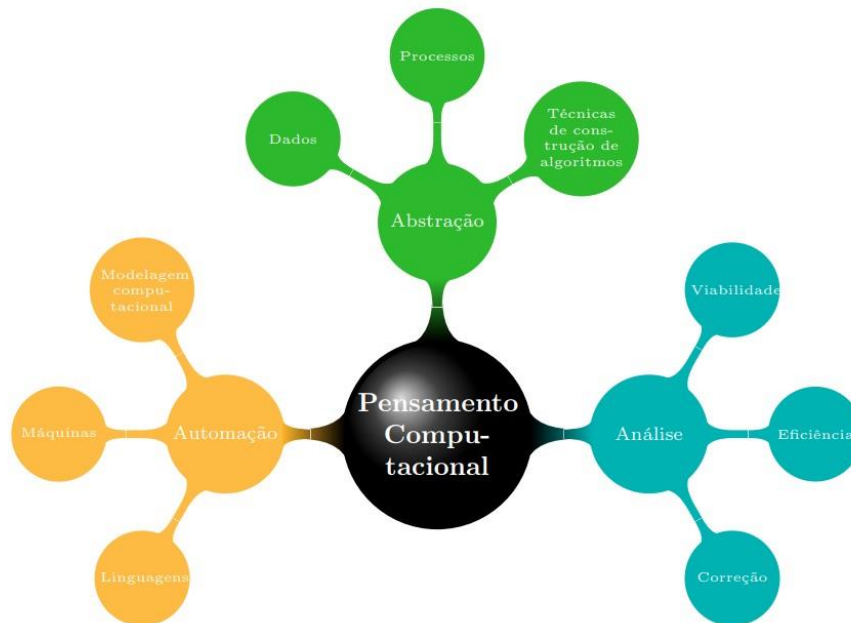 Processos
Dados
Técnicas
de cons-
trução de
algoritmos
Abstração
Modelagem
compu-
tacional
Viabilidade
Pensamento
Compu-
tacional
Máquinas
Automação
Análise
Eficiência
Linguagens
Correção